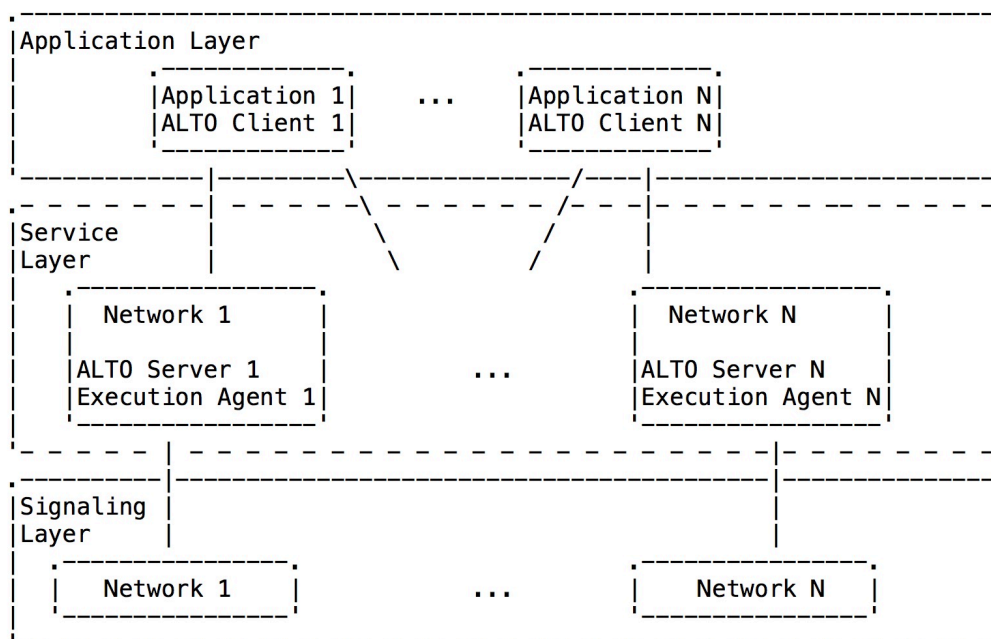 Application Layer
Application 1 ... Application N
ALTO Client 1 ALTO Client N
Service
Layer
Network 1 Network N
ALTO Server 1 ... ALTO Server N
Execution Agent 1 Execution Agent N
Signaling
Layer
Network 1 ... Network N